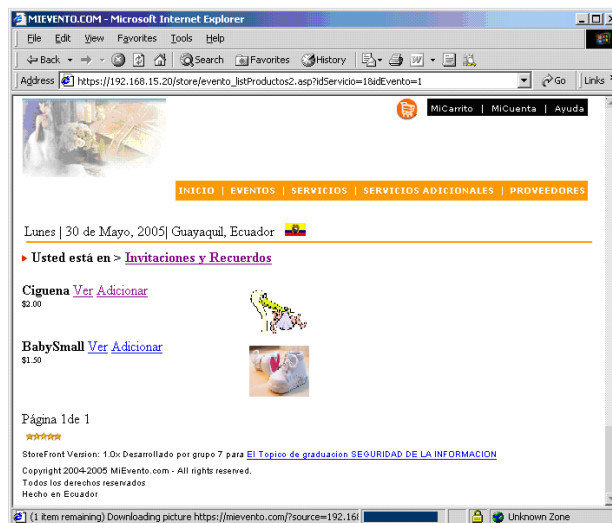 MIEVENTO.COM - Microsoft Internet Explorer
File Edit View Favorites Tools Help
Back Search Favorites History
Address https://192.168.15.20/store/evento_listProductos2.asp?idServicio=1&idEvento=1 Go Links
MiCarrito | MiCuenta | Ayuda
INICIO | EVENTOS | SERVICIOS | SERVICIOS ADICIONALES | PROVEEDORES
Lunes | 30 de Mayo, 2005| Guayaquil, Ecuador
Usted está en > Invitaciones y Recuerdos
Ciguena Ver Adicionar
$2.00
BabySmall Ver Adicionar
$1.50
Página 1de 1
StoreFront Version: 1.0x Desarrollado por grupo 7 para El Topico de graduacion SEGURIDAD DE LA INFORMACION
Copyright 2004-2005 MiEvento.com - All rights reserved.
Todos los derechos reservados
Hecho en Ecuador
(1 item remaining) Downloading picture https://mievento.com/?source=192.16 Unknown Zone